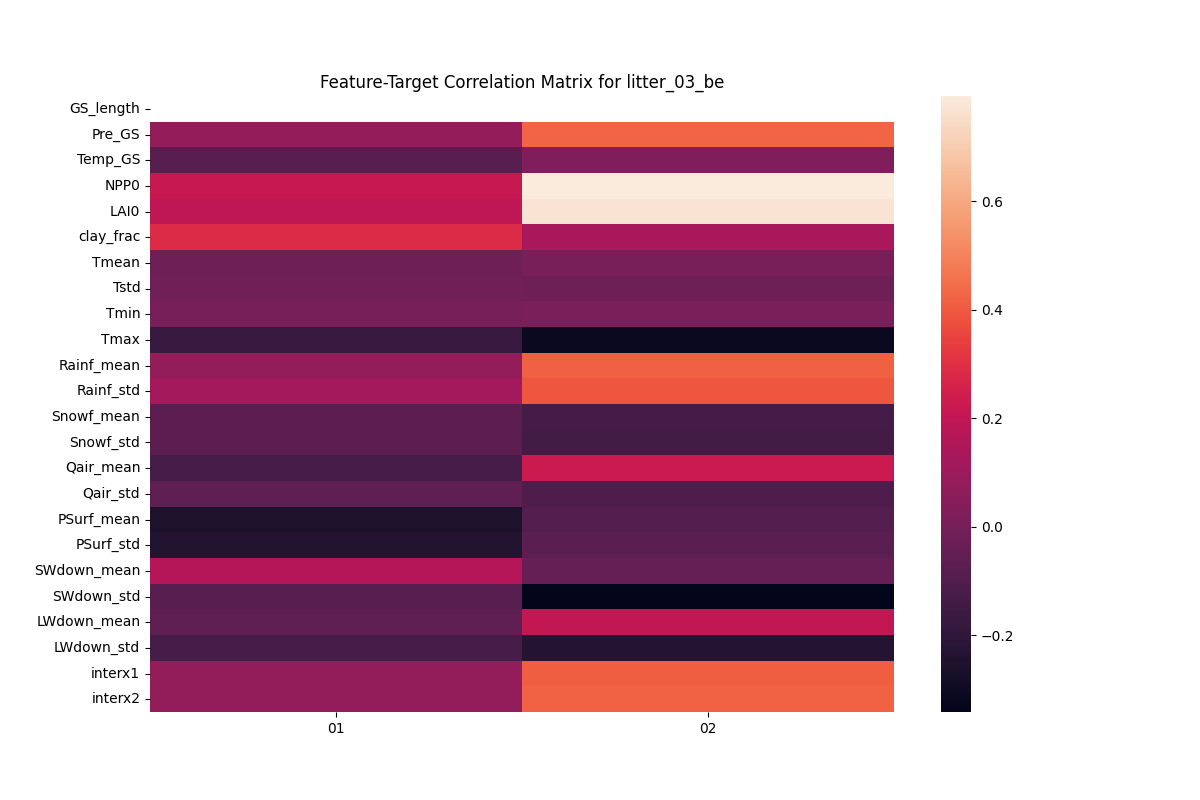 Feature-Target Correlation Matrix for litter_03_be
GS_length
Pre_GS
Temp_GS
NPP0
LAI0
clay_frac
Tmean
Tstd
Tmin
Tmax
Rainf_mean
Rainf_std
Snowf_mean
Snowf_std
Qair_mean
Qair_std
PSurf_mean
PSurf_std
SWdown_mean
SWdown_std
LWdown_mean
LWdown_std
interx1
interx2
01
02
0.6
0.4
0.2
0.0
−0.2